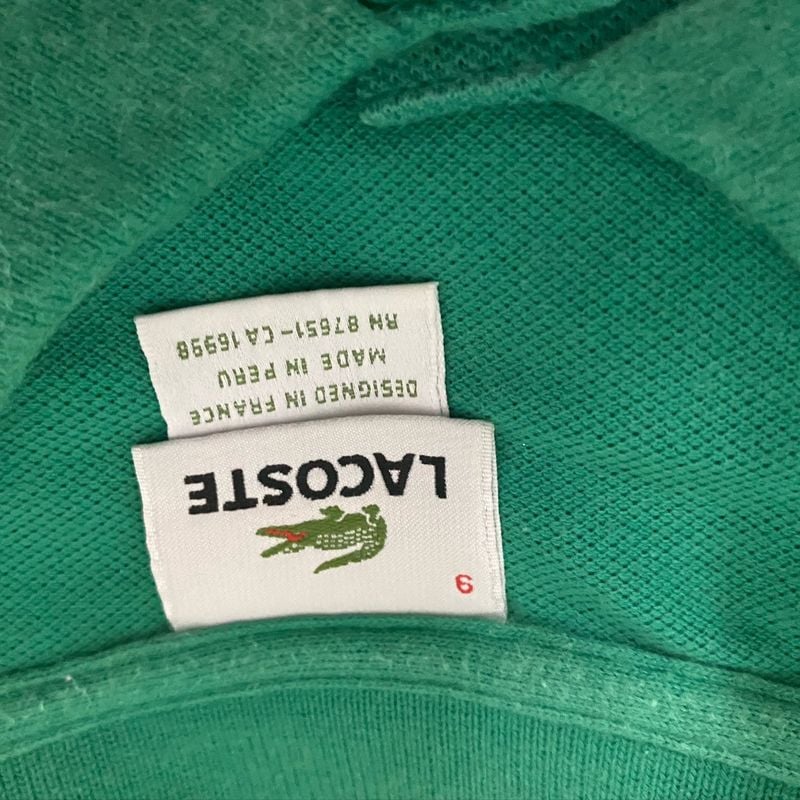 6
LACOSTE
DESIGNED IN FRANCE
MADE IN PERU
RN 87651-CA16998